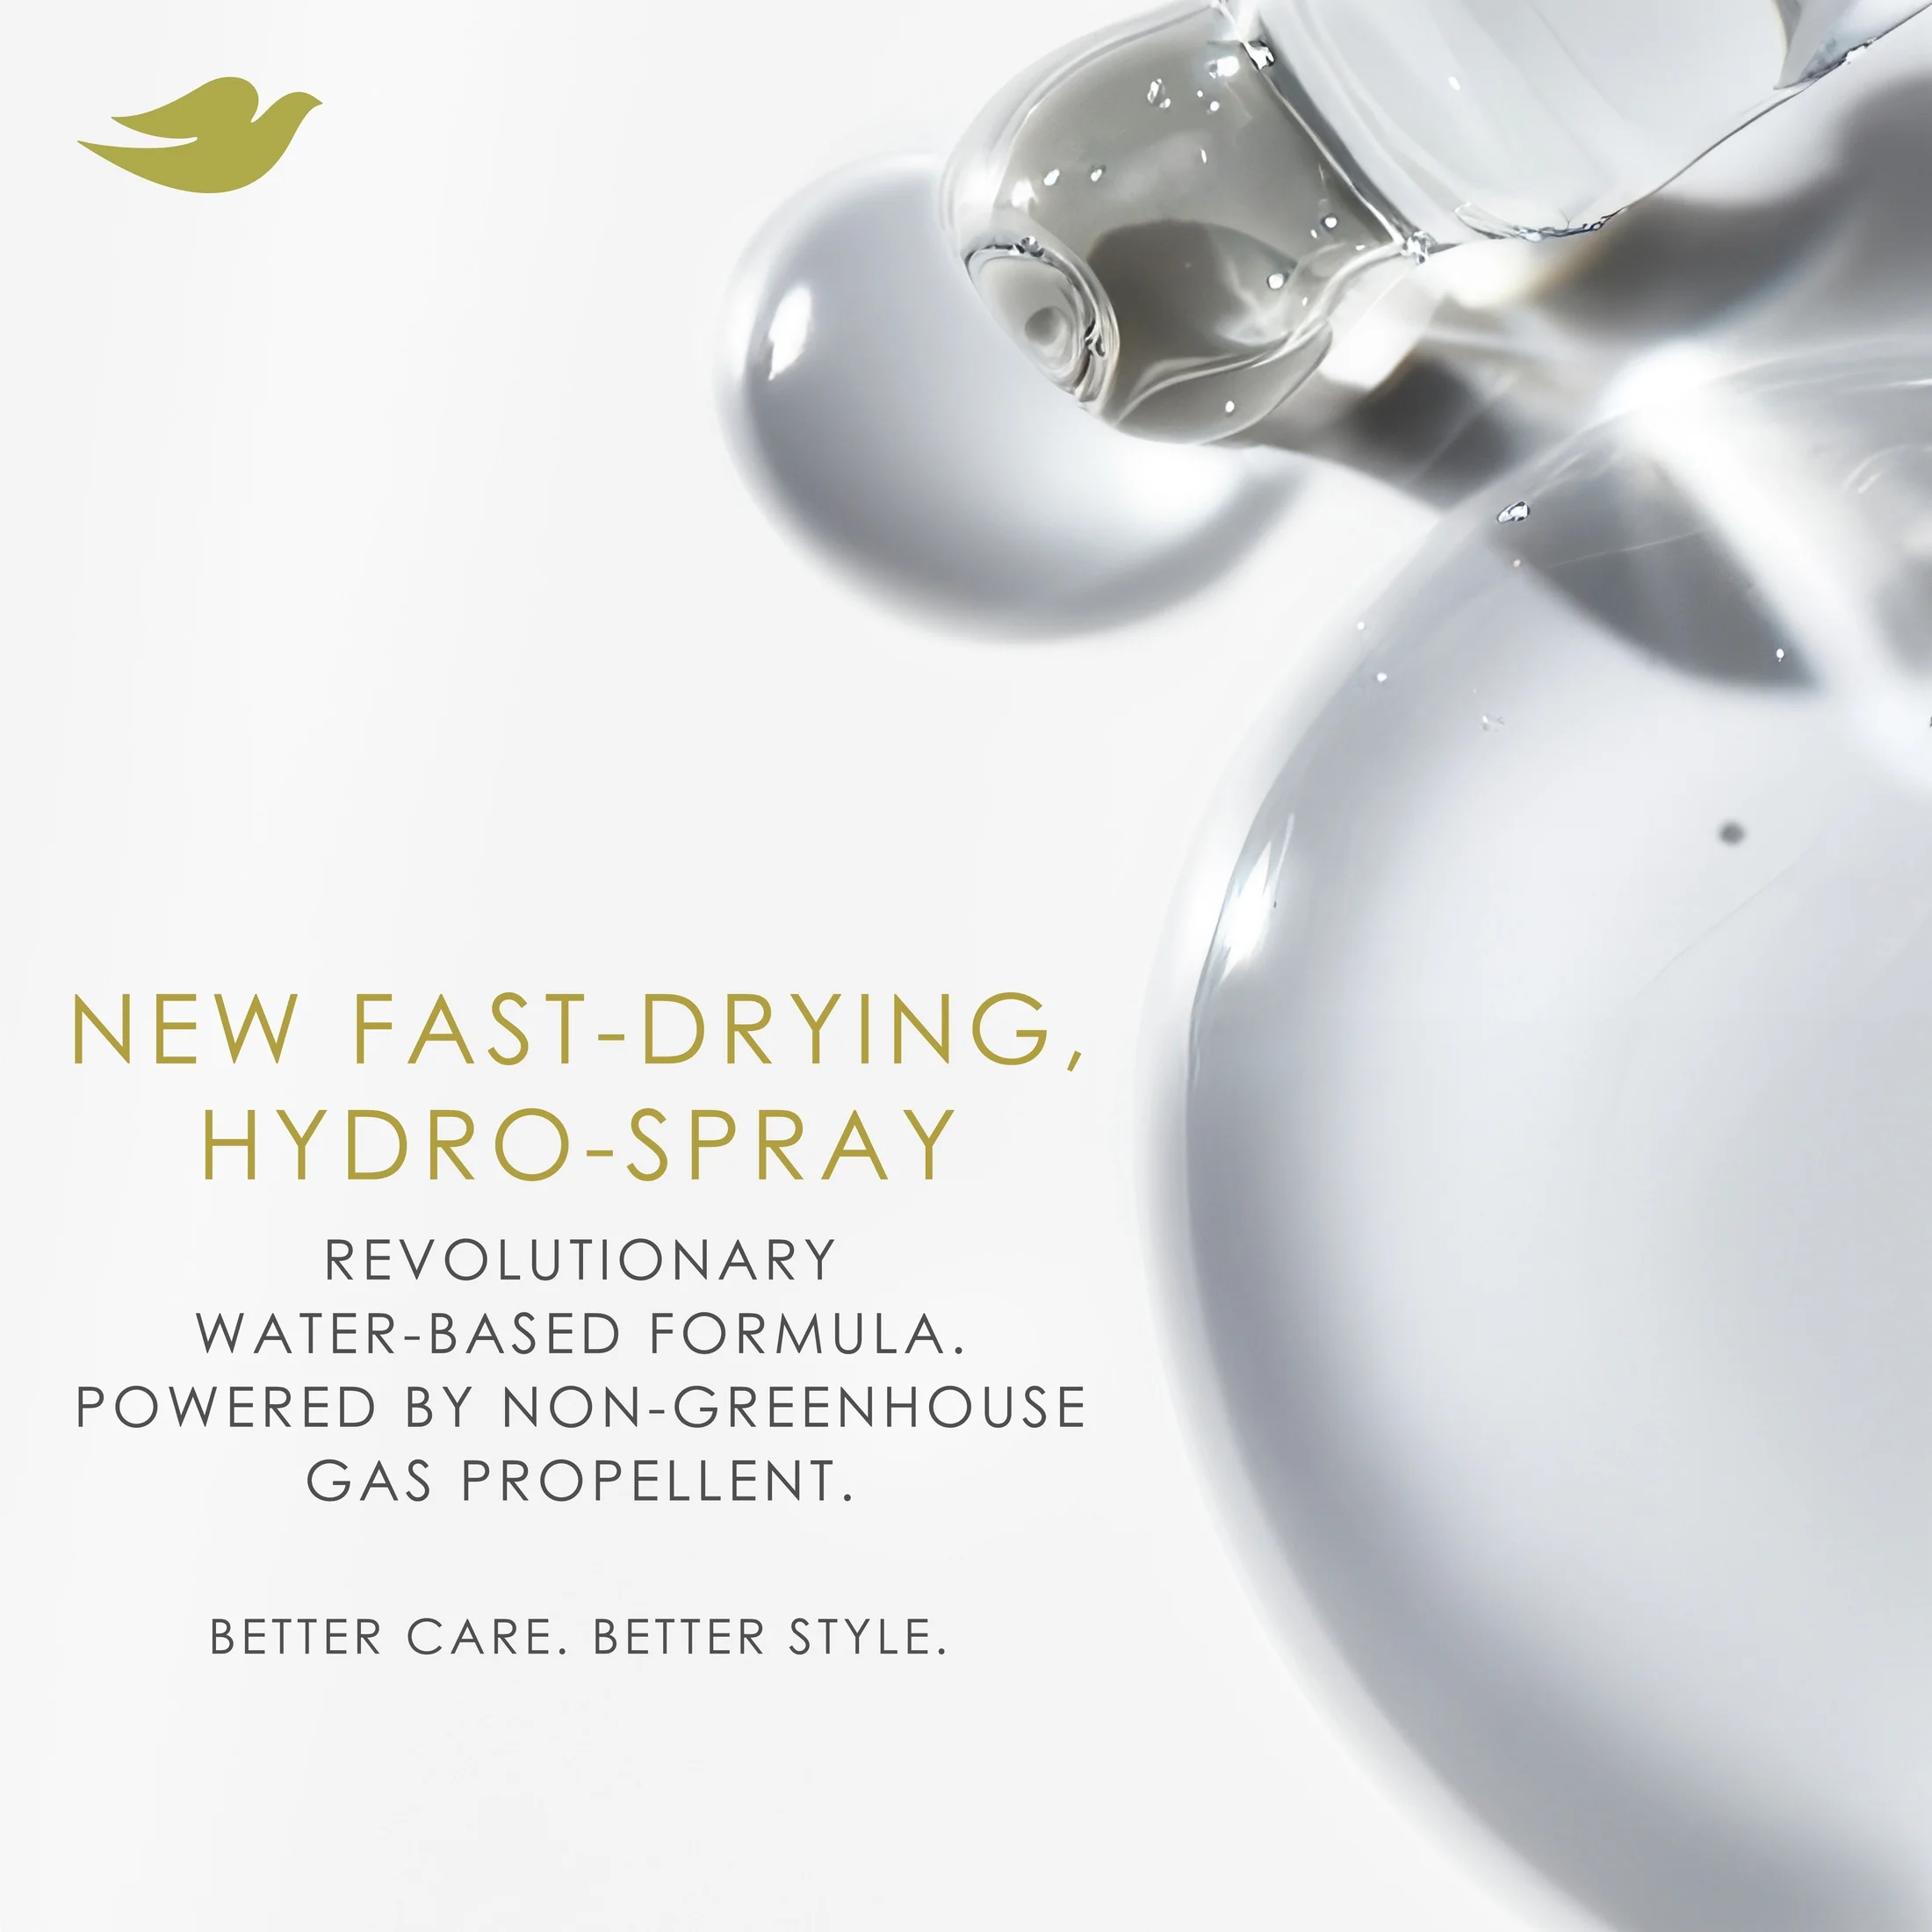 NEW FAST-DRYING,
HYDRO-SPRAY
REVOLUTIONARY
WATER-BASED FORMULA.
POWERED BY NON-GREENHOUSE
GAS PROPELLENT.
BETTER CARE. BETTER STYLE.